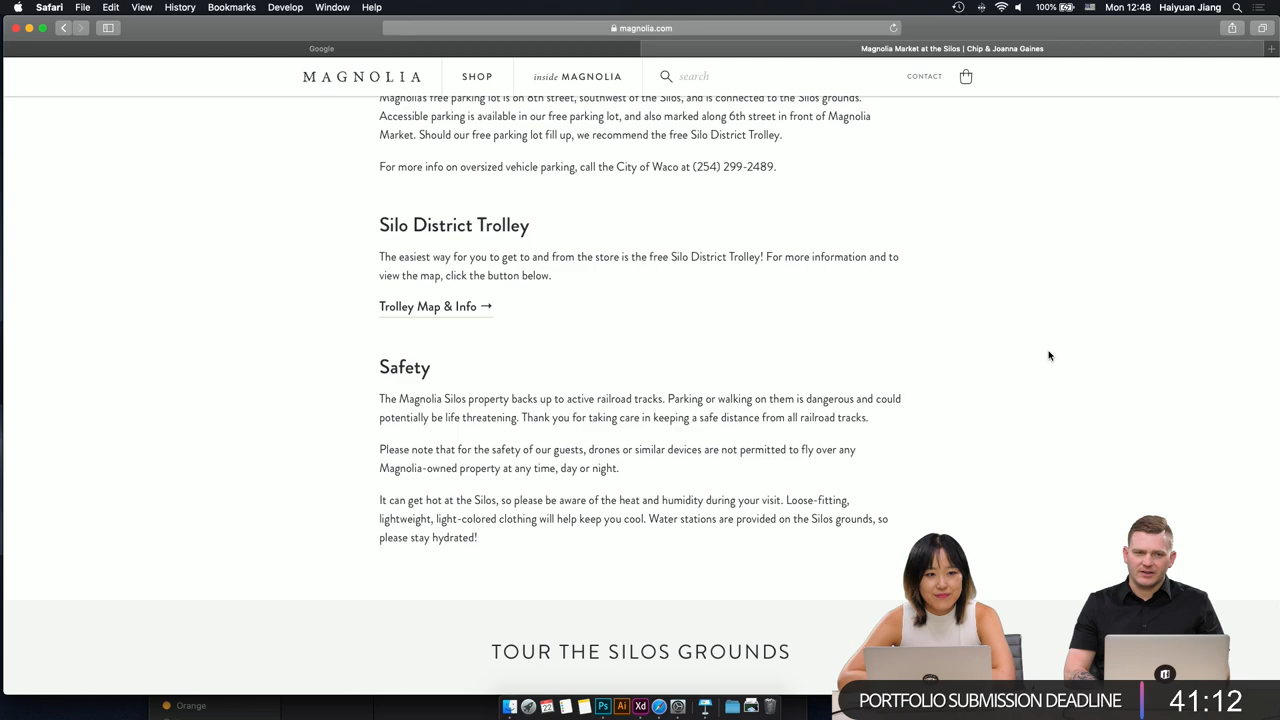 Safari File Edit View History Bookmarks Develop Window Help
100% Mon 12:48 Haiyuan Jiang
magnolia.com
Google
Magnolia Market at the Silos | Chip & Joanna Gaines
MAGNOLIA
SHOP
inside MAGNOLIA
search
CONTACT
Magnolia's free parking lot is on 8th street, southwest of the Silos, and is connected to the Silos grounds.
Accessible parking is available in our free parking lot, and also marked along 6th street in front of Magnolia
Market. Should our free parking lot fill up, we recommend the free Silo District Trolley.
For more info on oversized vehicle parking, call the City of Waco at (254) 299-2489.
Silo District Trolley
The easiest way for you to get to and from the store is the free Silo District Trolley! For more information and to
view the map, click the button below.
Trolley Map & Info →
Safety
The Magnolia Silos property backs up to active railroad tracks. Parking or walking on them is dangerous and could
potentially be life threatening. Thank you for taking care in keeping a safe distance from all railroad tracks.
Please note that for the safety of our guests, drones or similar devices are not permitted to fly over any
Magnolia-owned property at any time, day or night.
It can get hot at the Silos, so please be aware of the heat and humidity during your visit. Loose-fitting,
lightweight, light-colored clothing will help keep you cool. Water stations are provided on the Silos grounds, so
please stay hydrated!
TOUR THE SILOS GROUNDS
Orange
Ps Ai Xd
PORTFOLIO SUBMISSION DEADLINE
41:12